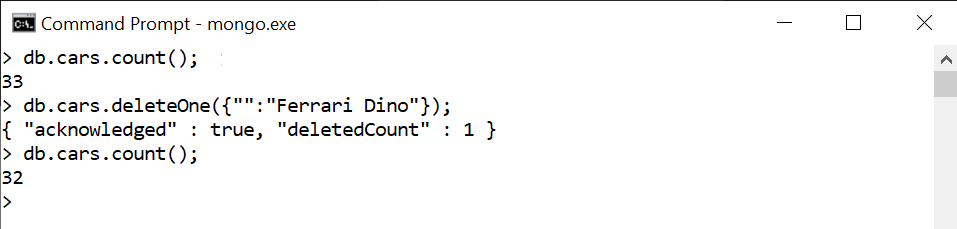 Command Prompt - mongo.exe
> db.cars.count();
33
> db.cars.deleteOne({"":"Ferrari Dino"});
{ "acknowledged" : true, "deletedCount" : 1 }
> db.cars.count();
32
>